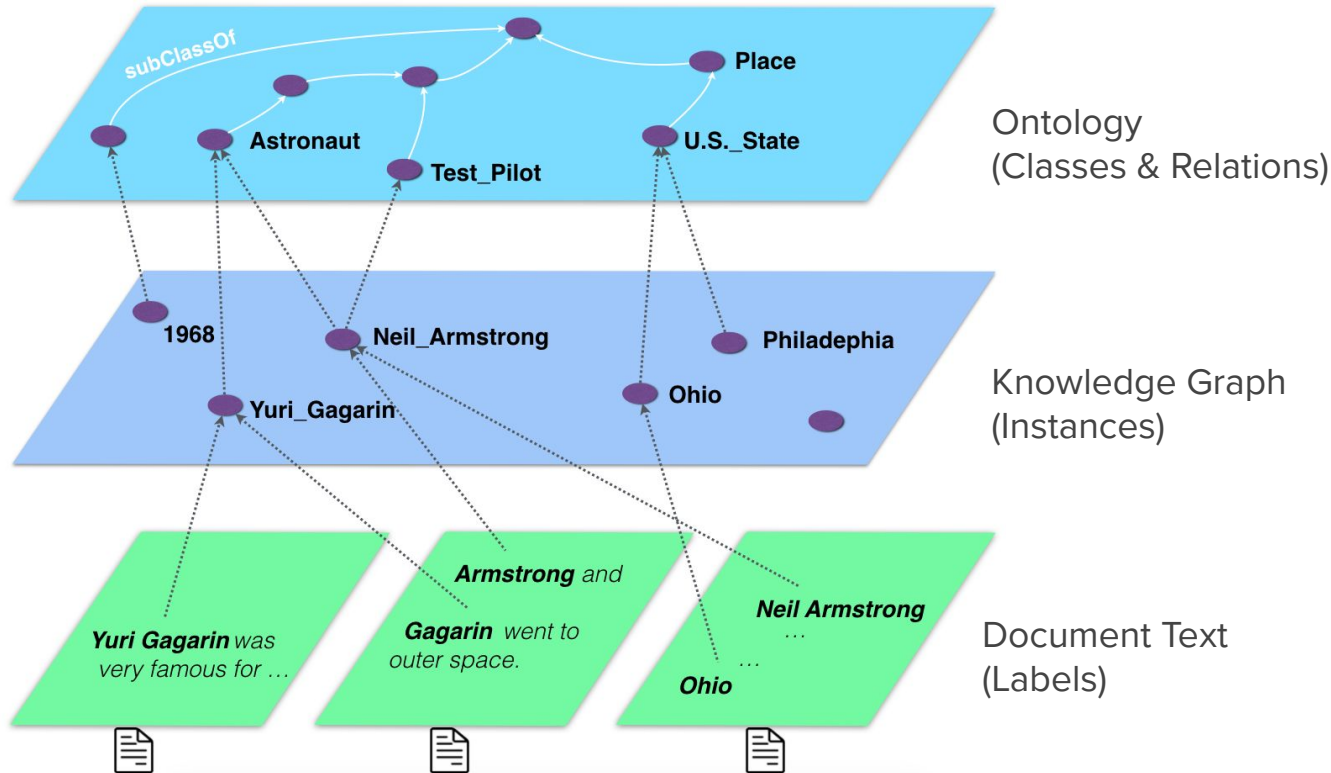 subClassOf
Place
Astronaut
U.S._State
Test_Pilot
Ontology
(Classes & Relations)
1968
Neil_Armstrong
Philadephia
Yuri_Gagarin
Ohio
Knowledge Graph
(Instances)
Yuri Gagarin was
very famous for ...
Armstrong and
Gagarin went to
outer space.
Neil Armstrong
...
...
Ohio
Document Text
(Labels)